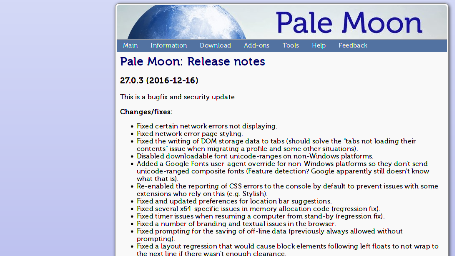 Pale Moon
Main Information Download Add-ons Tools Help Feedback
Pale Moon: Release notes
27.0.3 (2016-12-16)
This is a bugfix and security update.
Changes/fixes:
Fixed certain network errors not displaying.
Fixed network error page styling.
Fixed the writing of DOM storage data to tabs (should solve the "tabs not loading their
contents" issue when migrating a profile and some other situations).
Disabled downloadable font unicode-ranges on non-Windows platforms.
Added a Google Fonts user-agent override for non-Windows platforms so they don't send
unicode-ranged composite fonts (Feature detection? Google apparently still doesn't know
what that is).
Re-enabled the reporting of CSS errors to the console by default to prevent issues with some
extensions who rely on this (e.g. Stylish).
Fixed and updated preferences for location bar suggestions.
Fixed several x64-specific issues in memory allocation code (regression fix).
Fixed timer issues when resuming a computer from stand-by (regression fix).
Fixed a number of branding and textual issues in the browser.
Fixed prompting for the saving of off-line data (previously always allowed without
prompting).
Fixed a layout regression that would cause block elements following left floats to not wrap to
the next line if there wasn't enough clearance.